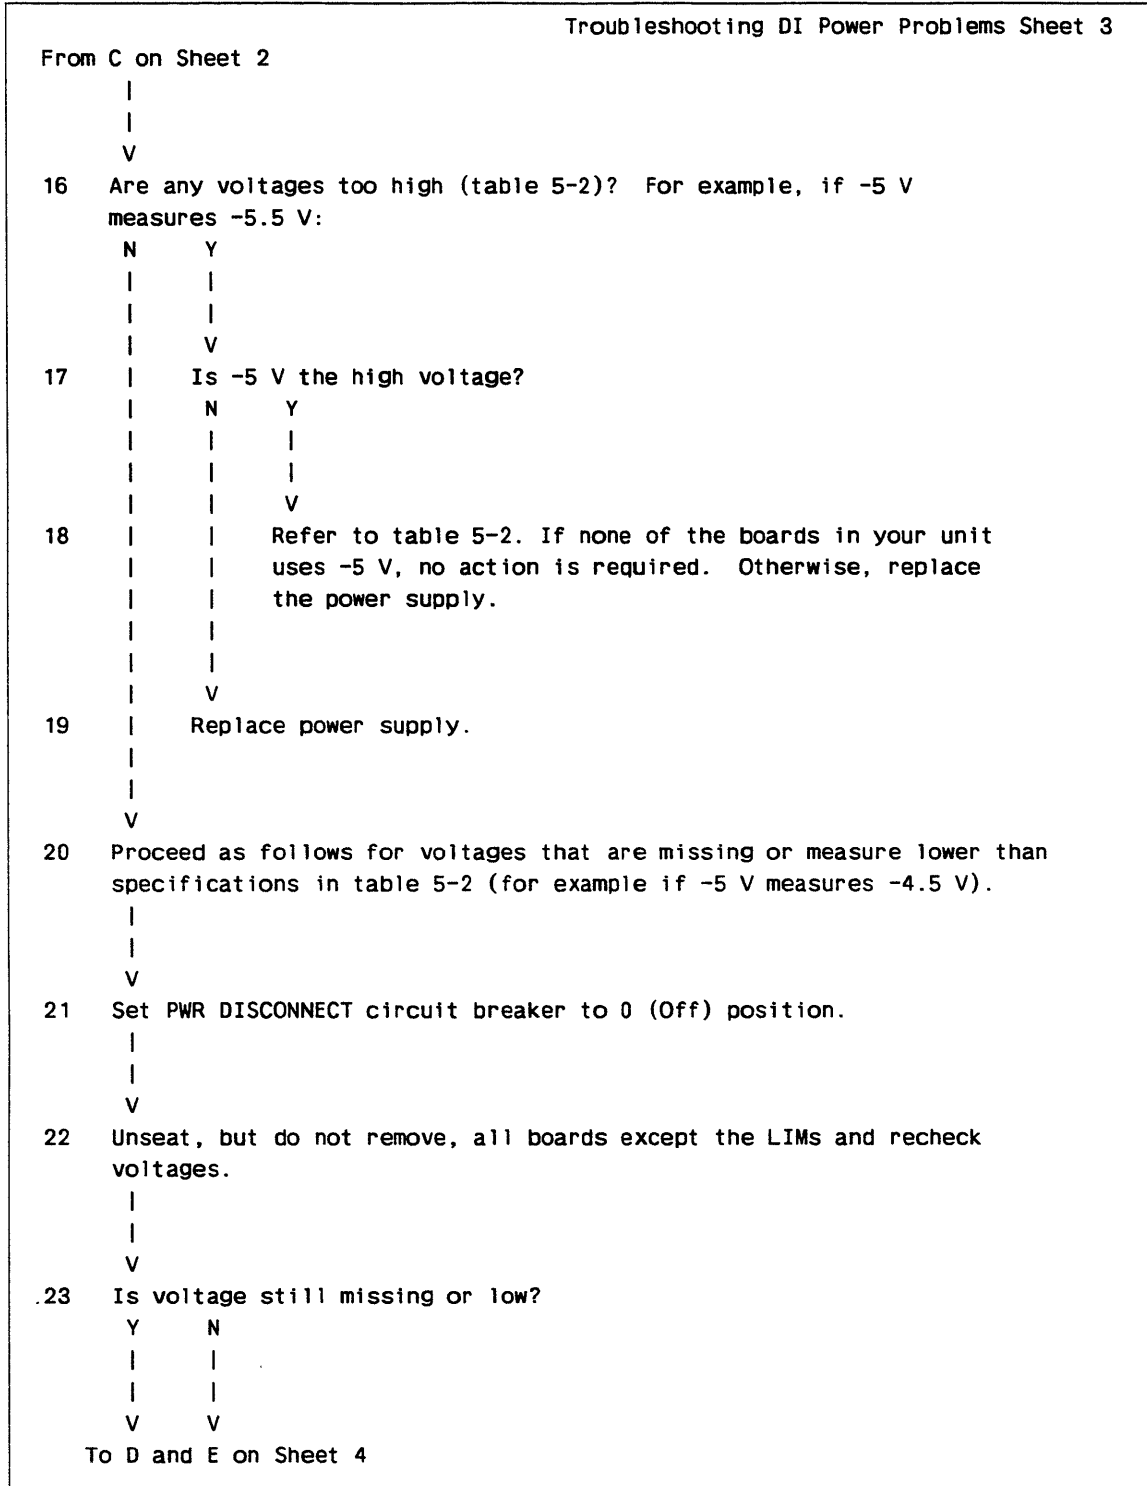 Troubleshooting DI Power Problems Sheet 3
From C on Sheet 2
|
|
V
16 Are any voltages too high (table 5-2)? For example, if -5 V
measures -5.5 V:
N Y
| |
| |
| V
17 | Is -5 V the high voltage?
| N Y
| | |
| | |
| | V
18 | | Refer to table 5-2. If none of the boards in your unit
| | uses -5 V, no action is required. Otherwise, replace
| | the power supply.
| |
| |
| V
19 | Replace power supply.
|
|
V
20 Proceed as follows for voltages that are missing or measure lower than
specifications in table 5-2 (for example if -5 V measures -4.5 V).
|
|
V
21 Set PWR DISCONNECT circuit breaker to 0 (Off) position.
|
|
V
22 Unseat, but do not remove, all boards except the LIMs and recheck
voltages.
|
|
V
.23 Is voltage still missing or low?
Y N
| |
| |
V V
To D and E on Sheet 4